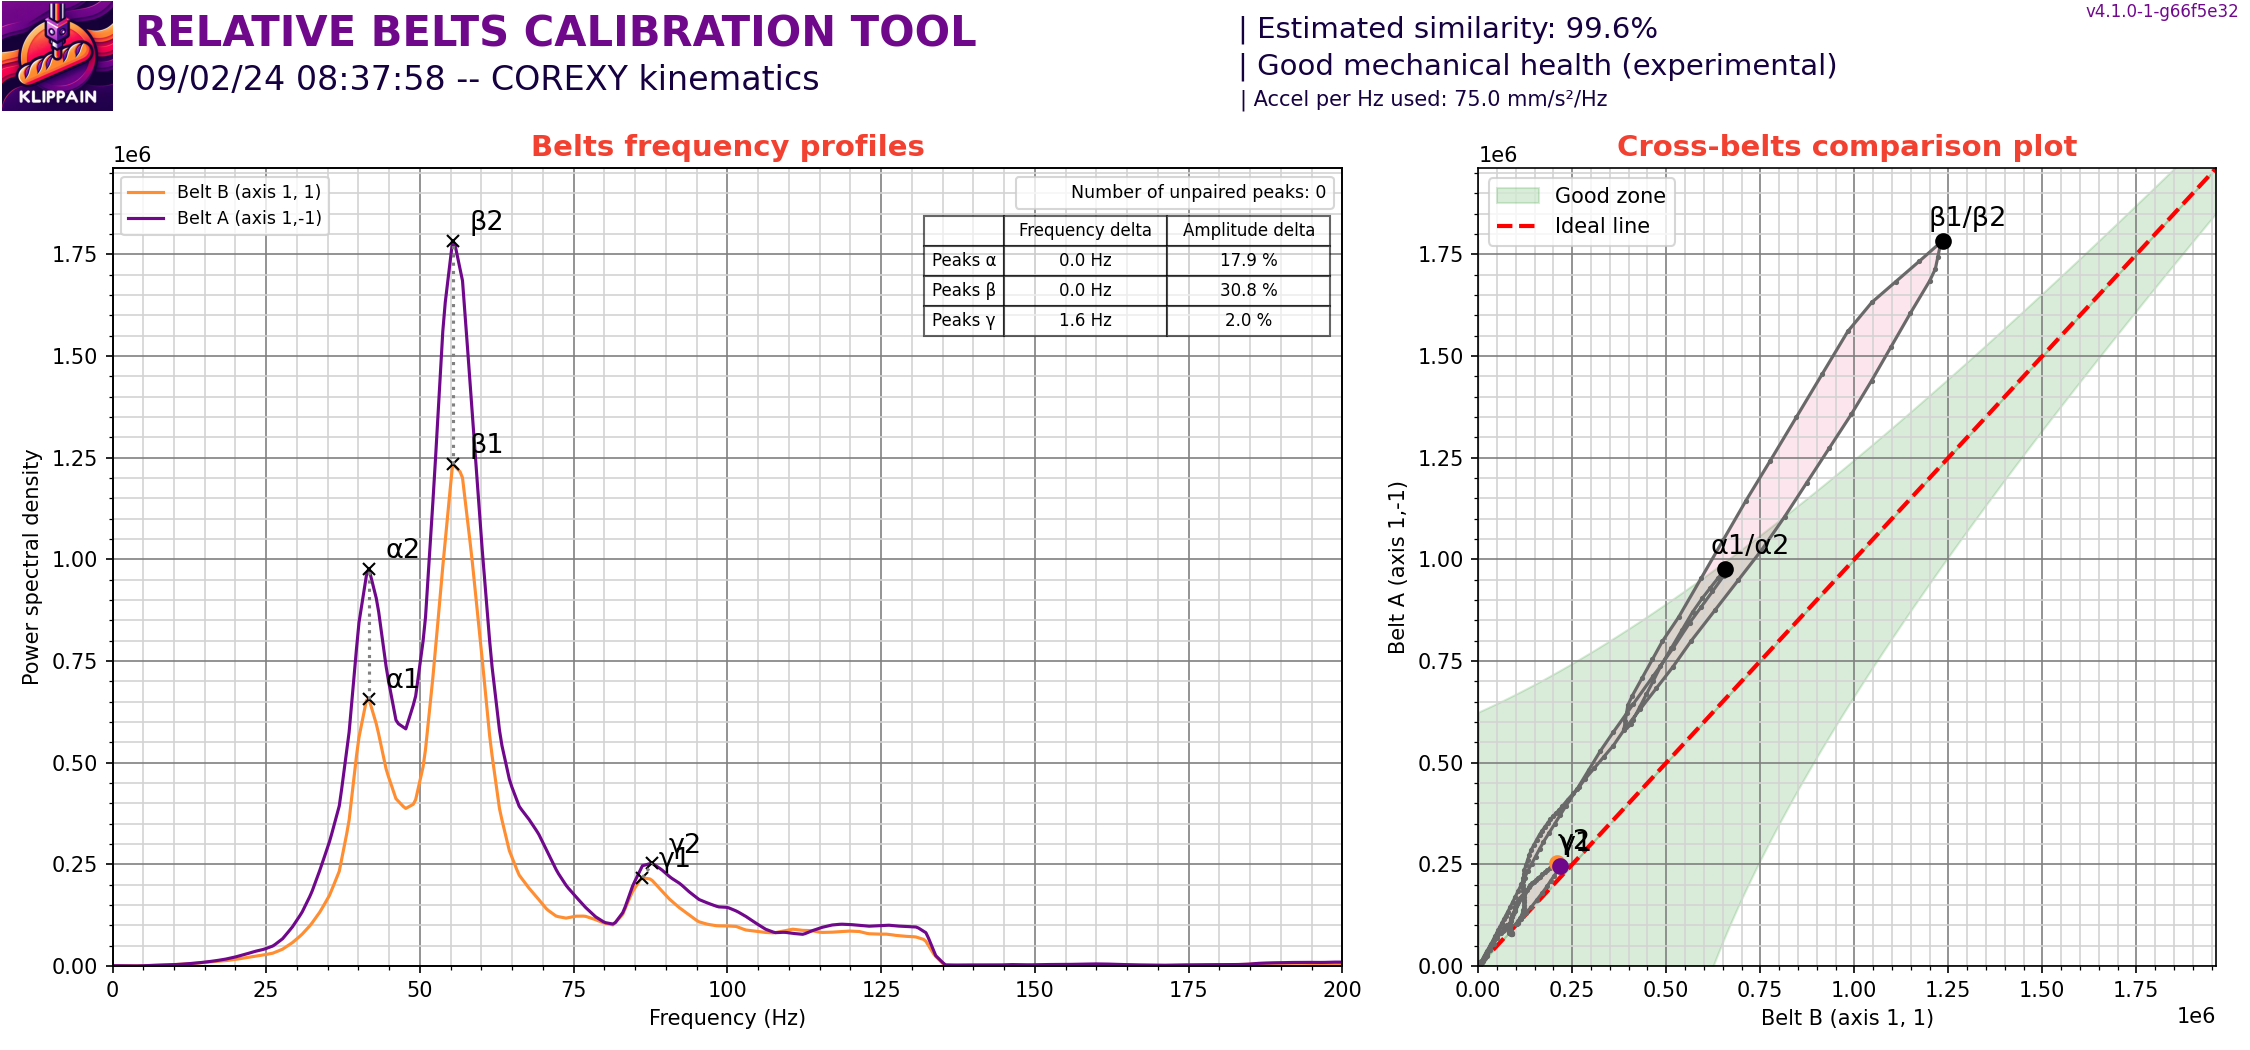 KLIPPAIN
RELATIVE BELTS CALIBRATION TOOL
09/02/24 08:37:58 -- COREXY kinematics
| Estimated similarity: 99.6%
| Good mechanical health (experimental)
| Accel per Hz used: 75.0 mm/s²/Hz
v4.1.0-1-g66f5e32
Belts frequency profiles
1e6
Belt B (axis 1, 1)
Belt A (axis 1,-1)
Number of unpaired peaks: 0
Frequency delta Amplitude delta
Peaks α 0.0 Hz 17.9 %
Peaks β 0.0 Hz 30.8 %
Peaks γ 1.6 Hz 2.0 %
β2
β1
α2
α1
γ2
γ1
1.75
1.50
1.25
1.00
0.75
0.50
0.25
0.00
Power spectral density
0 25 50 75 100 125 150 175 200
Frequency (Hz)
Cross-belts comparison plot
1e6
Good zone
Ideal line
β1/β2
α1/α2
γ2
γ1
1.75
1.50
1.25
1.00
0.75
0.50
0.25
0.00
Belt A (axis 1,-1)
0.00 0.25 0.50 0.75 1.00 1.25 1.50 1.75
Belt B (axis 1, 1)
1e6